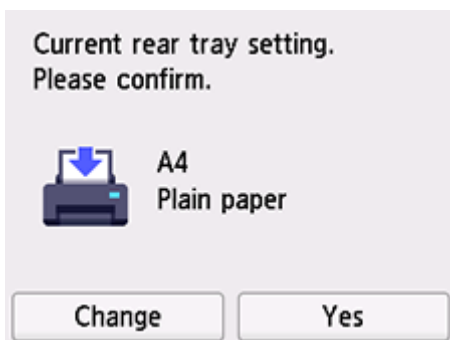 Current rear tray setting.
Please confirm.
A4
Plain paper
Change
Yes